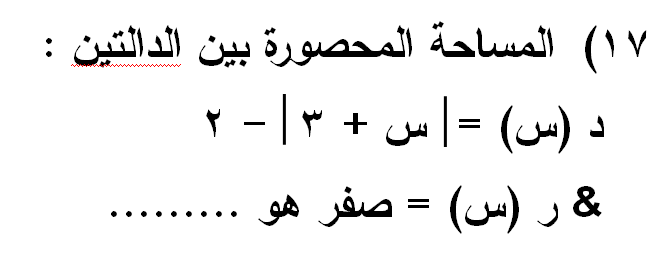 ١٧) المساحة المحصورة بين الدالتين :
د (س) = | س + ٣ | – ٢
& ر (س) = صفر هو .........